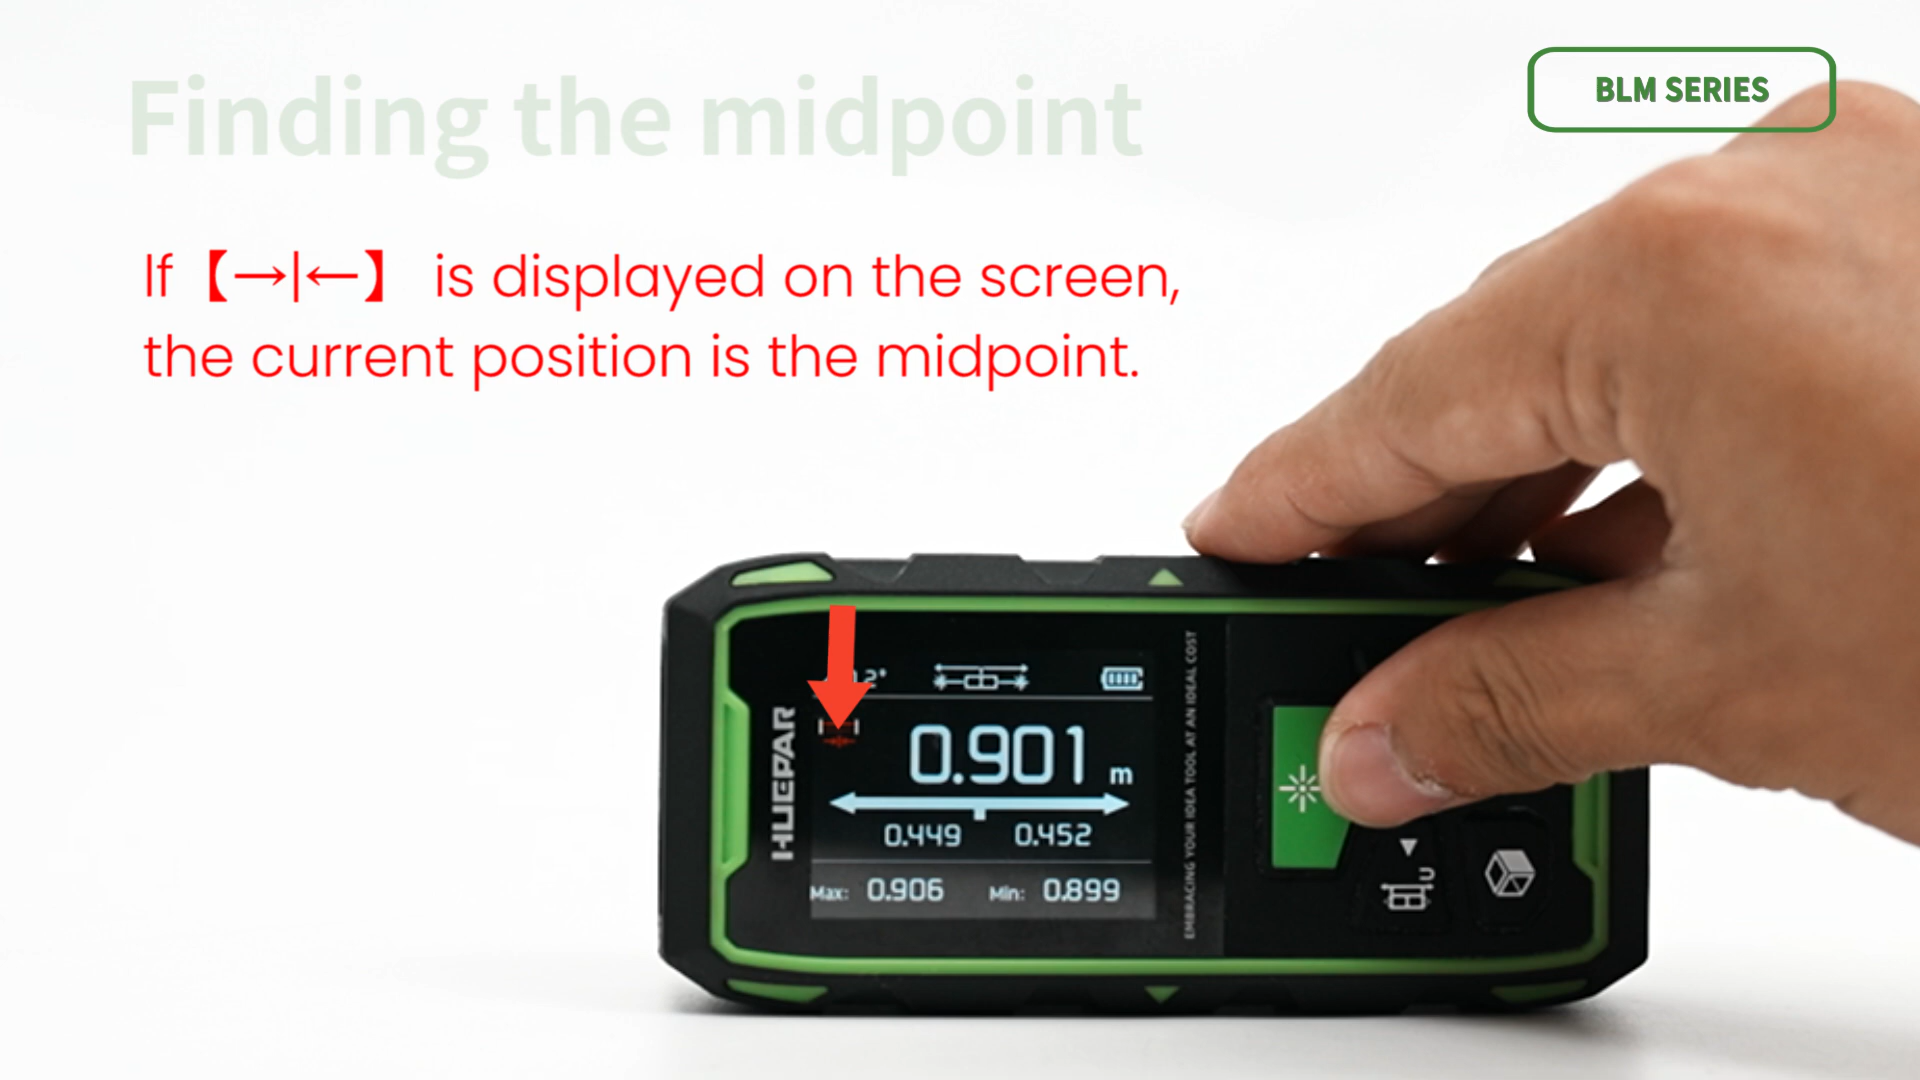 Finding the midpoint
BLM SERIES
If【→|←】 is displayed on the screen,
the current position is the midpoint.
HUEPAR
0.901 m
0.449 0.452
Max: 0.906 Min: 0.899
EMBRACING YOUR IDEA TOOL AT AN IDEAL COST
U